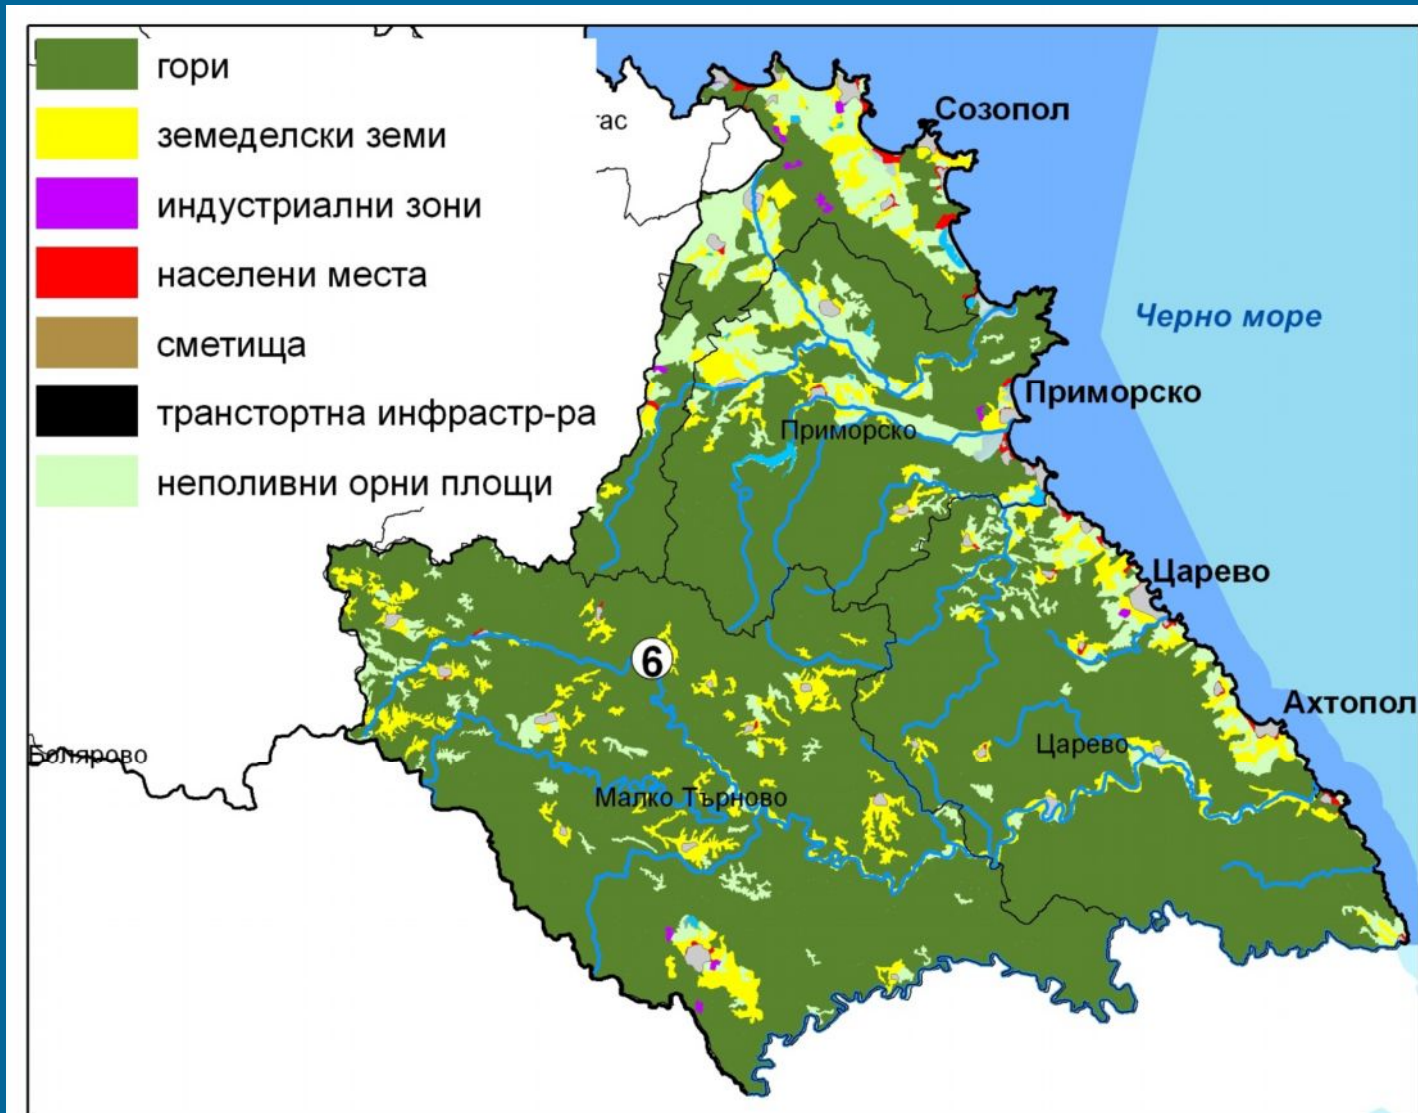 гори
земеделски земи
индустриални зони
населени места
сметища
транстортна инфрастр-ра
неполивни орни площи
Созопол
Черно море
Приморско
Приморско
Царево
6
Ахтопол
Царево
Болярово
Малко Търново